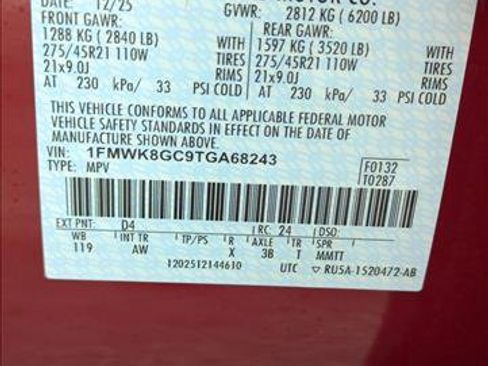 DATE: 12/25 MOTOR CO.
GVWR: 2812 KG ( 6200 LB)
FRONT GAWR: REAR GAWR:
1288 KG ( 2840 LB) WITH 1597 KG ( 3520 LB) WITH
275/45R21 110W TIRES 275/45R21 110W TIRES
21x9.0J RIMS 21x9.0J RIMS
AT 230 kPa/ 33 PSI COLD AT 230 kPa/ 33 PSI COLD
THIS VEHICLE CONFORMS TO ALL APPLICABLE FEDERAL MOTOR
VEHICLE SAFETY STANDARDS IN EFFECT ON THE DATE OF
MANUFACTURE SHOWN ABOVE.
VIN: 1FMWK8GC9TGA68243
TYPE: MPV
F0132
T0287
EXT PNT: D4 RC: 24 DSO:
WB INT TR TP/PS R AXLE TR SPR
119 AW X 3B T MMTT
1202512144610 UTC ▽ RU5A-1520472-AB